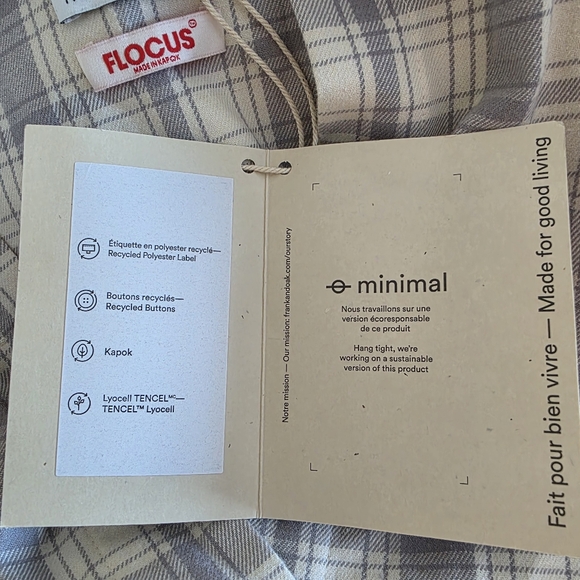 FLOCUS™
MADE IN KAPOK
Étiquette en polyester recyclé—
Recycled Polyester Label
Boutons recyclés—
Recycled Buttons
Kapok
Lyocell TENCELᴹᶜ—
TENCEL™ Lyocell
Notre mission — Our mission: frankandoak.com/ourstory
minimal
Nous travaillons sur une
version écoresponsable
de ce produit
Hang tight, we're
working on a sustainable
version of this product
Fait pour bien vivre — Made for good living